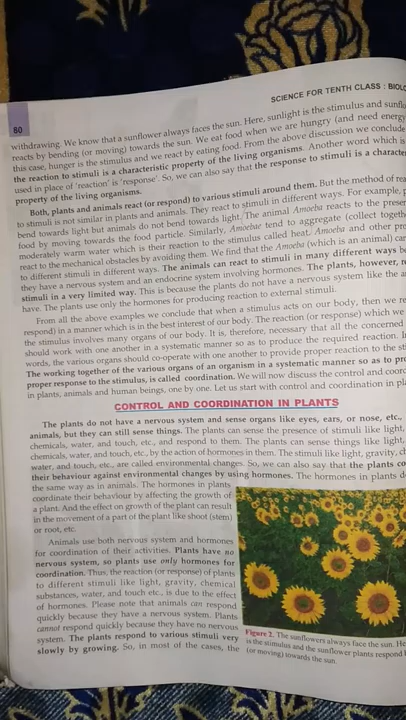 SCIENCE FOR TENTH CLASS : BIOLO
80
withdrawing. We know that a sunflower always faces the sun. Here, sunlight is the stimulus and sunflo
reacts by bending (or moving) towards the sun. We eat food when we are hungry (and need energy
this case, hunger is the stimulus and we react by eating food. From the above discussion we conclude
the reaction to stimuli is a characteristic property of the living organisms. Another word which is
used in place of 'reaction' is 'response'. So, we can also say that the response to stimuli is a character
property of the living organisms.
Both, plants and animals react (or respond) to various stimuli around them. But the method of rea
to stimuli is not similar in plants and animals. They react to stimuli in different ways. For example, p
bend towards light but animals do not bend towards light. The animal Amoeba reacts to the presen
food by moving towards the food particle. Similarly, Amoebae tend to aggregate (collect togeth
moderately warm water which is their reaction to the stimulus called heat. Amoeba and other pro
react to the mechanical obstacles by avoiding them. We find that the Amoeba (which is an animal) can
to different stimuli in different ways. The animals can react to stimuli in many different ways be
they have a nervous system and an endocrine system involving hormones. The plants, however, re
stimuli in a very limited way. This is because the plants do not have a nervous system like the an
have. The plants use only the hormones for producing reaction to external stimuli.
From all the above examples we conclude that when a stimulus acts on our body, then we re
respond) in a manner which is in the best interest of our body. The reaction (or response) which we
the stimulus involves many organs of our body. It is, therefore, necessary that all the concerned
should work with one another in a systematic manner so as to produce the required reaction. I
words, the various organs should co-operate with one another to provide proper reaction to the sti
The working together of the various organs of an organism in a systematic manner so as to pro
proper response to the stimulus, is called coordination. We will now discuss the control and coord
in plants, animals and human beings, one by one. Let us start with control and coordination in pla
CONTROL AND COORDINATION IN PLANTS
The plants do not have a nervous system and sense organs like eyes, ears, or nose, etc.,
animals, but they can still sense things. The plants can sense the presence of stimuli like light,
chemicals, water, and touch, etc., and respond to them. The plants can sense things like light,
chemicals, water, and touch, etc., by the action of hormones in them. The stimuli like light, gravity, ch
water, and touch, etc., are called environmental changes. So, we can also say that the plants co
their behaviour against environmental changes by using hormones. The hormones in plants d
the same way as in animals. The hormones in plants
coordinate their behaviour by affecting the growth of
a plant. And the effect on growth of the plant can result
in the movement of a part of the plant like shoot (stem)
or root, etc.
Animals use both nervous system and hormones
for coordination of their activities. Plants have no
nervous system, so plants use only hormones for
coordination. Thus, the reaction (or response) of plants
to different stimuli like light, gravity, chemical
substances, water, and touch etc., is due to the effect
of hormones. Please note that animals can respond
quickly because they have a nervous system. Plants
cannot respond quickly because they have no nervous
system. The plants respond to various stimuli very
slowly by growing. So, in most of the cases, the
Figure 2. The sunflowers always face the sun. He
is the stimulus and the sunflower plants respond b
(or moving) towards the sun.